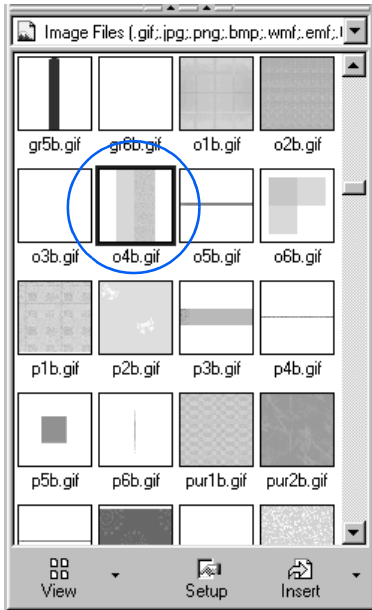 Image Files (.gif;.jpg;.png;.bmp;.wmf;.emf;.
gr5b.gif gr6b.gif o1b.gif o2b.gif
o3b.gif o4b.gif o5b.gif o6b.gif
p1b.gif p2b.gif p3b.gif p4b.gif
p5b.gif p6b.gif pur1b.gif pur2b.gif
View Setup Insert